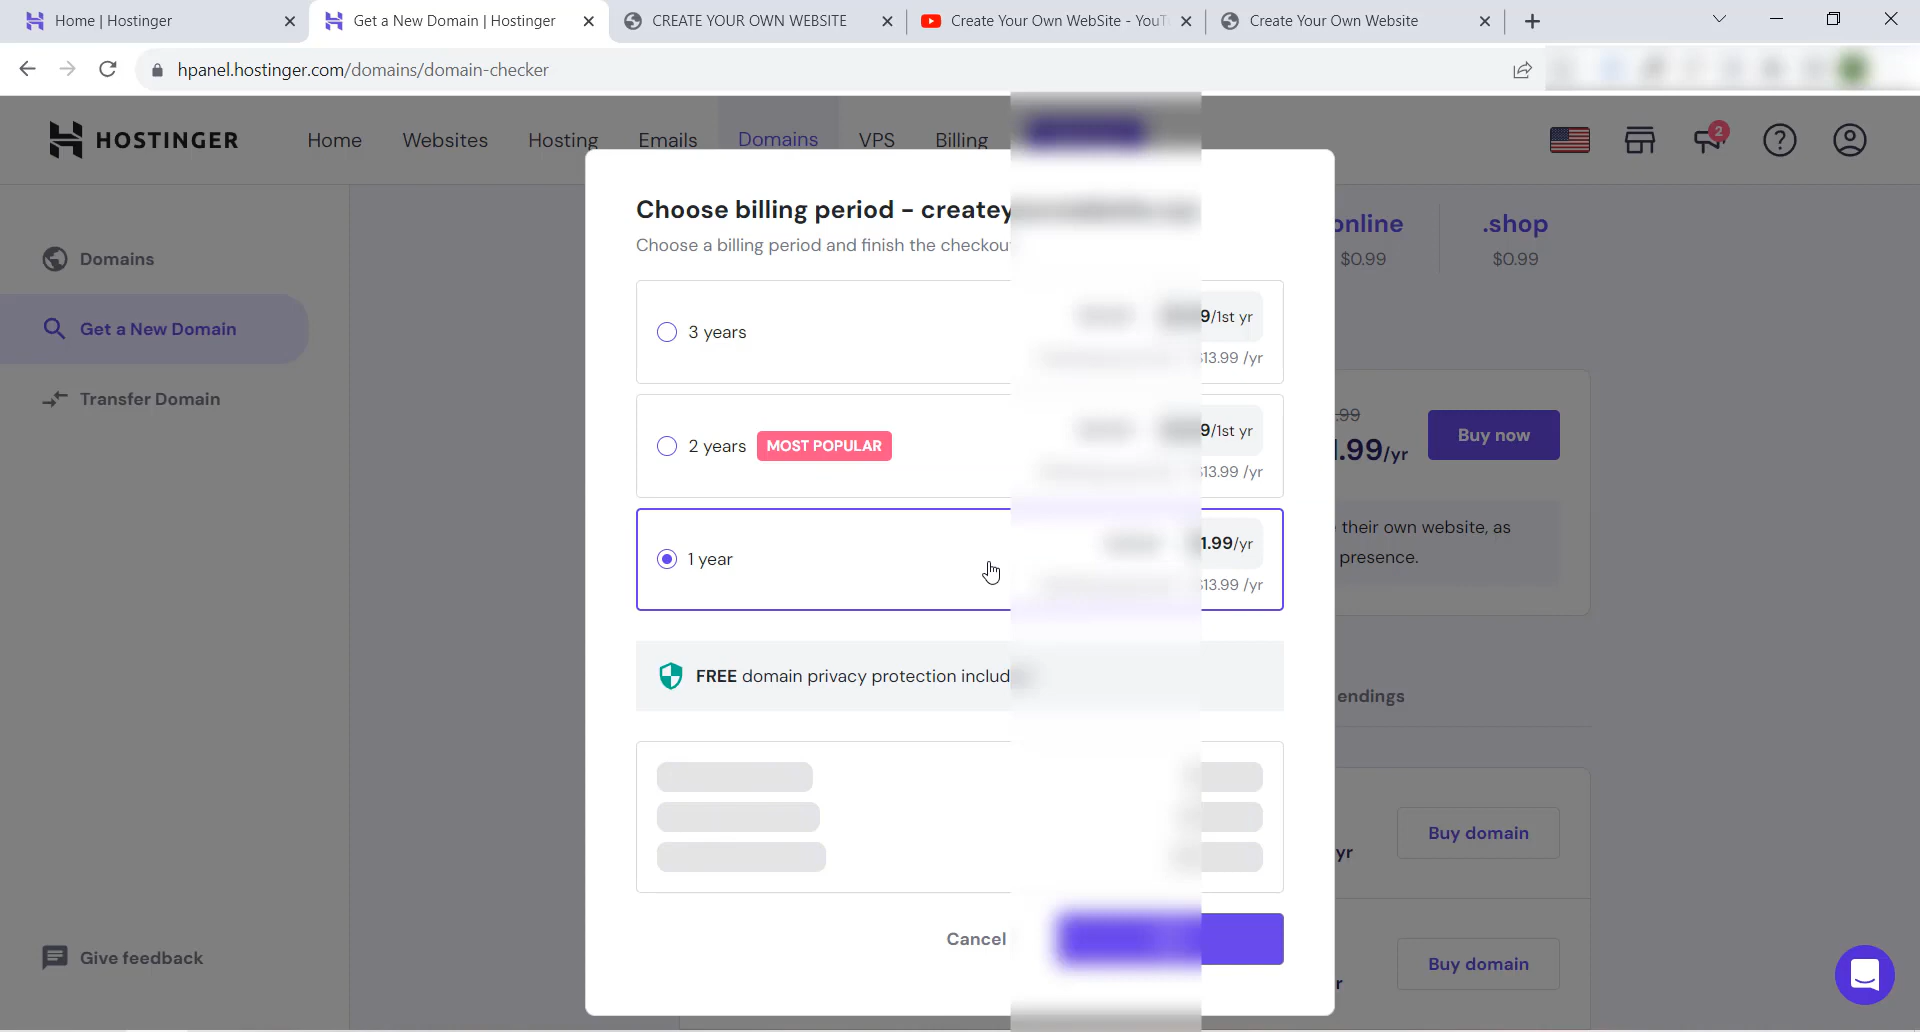 Home | Hostinger
Get a New Domain | Hostinger
CREATE YOUR OWN WEBSITE
Create Your Own WebSite - YouT
Create Your Own Website
hpanel.hostinger.com/domains/domain-checker
HOSTINGER
Home
Websites
Hosting
Emails
Domains
VPS
Billing
2
Domains
Get a New Domain
Transfer Domain
Give feedback
Choose billing period - createy
Choose a billing period and finish the checkou
3 years
9/1st yr
$13.99 /yr
2 years
MOST POPULAR
9/1st yr
$13.99 /yr
1 year
1.99/yr
$13.99 /yr
FREE domain privacy protection includ
Cancel
online
$0.99
.shop
$0.99
.99
.99/yr
Buy now
their own website, as
presence.
endings
yr
Buy domain
r
Buy domain